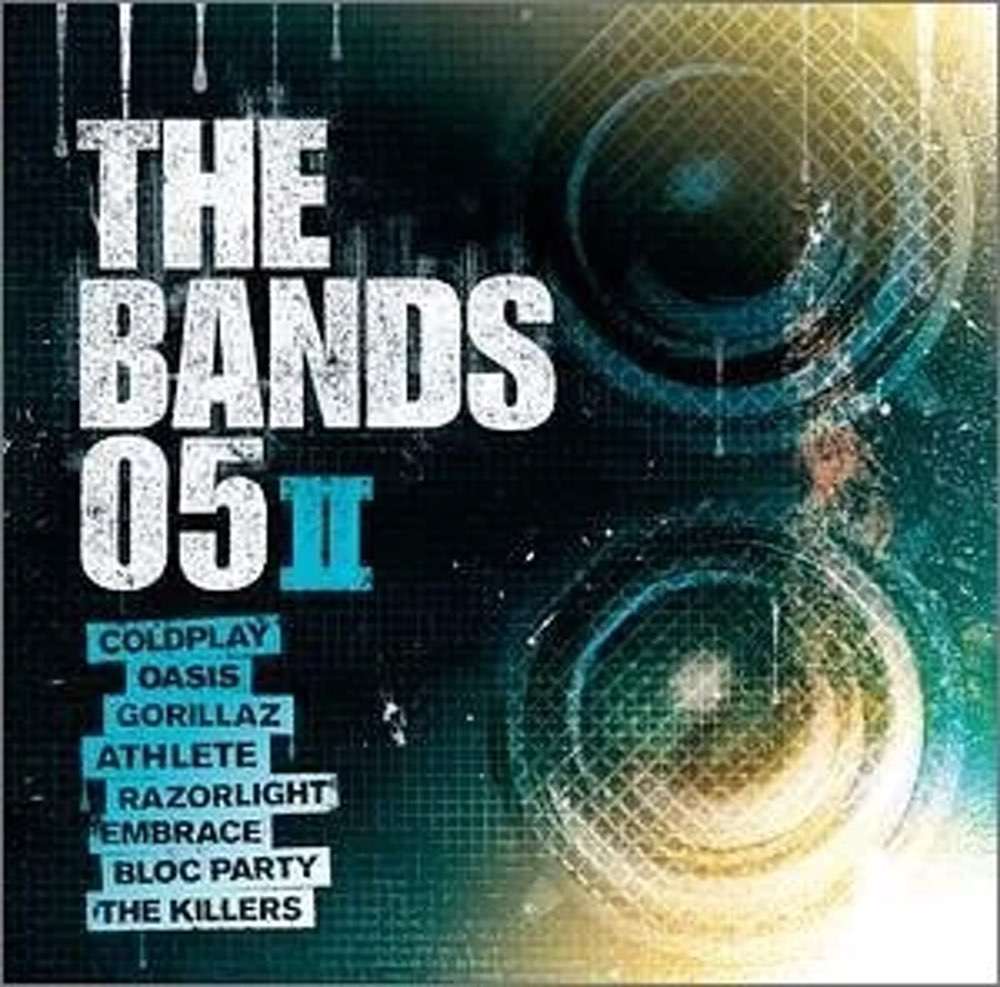 THE
BANDS
05 II
COLDPLAY
OASIS
GORILLAZ
ATHLETE
RAZORLIGHT
EMBRACE
BLOC PARTY
THE KILLERS